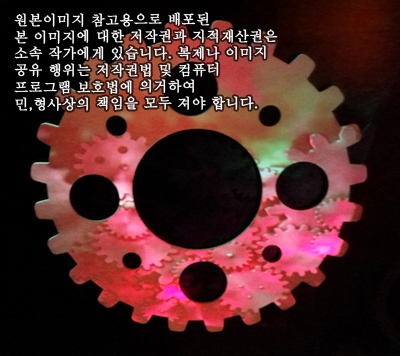 원본이미지 참고용으로 배포된
본 이미지에 대한 저작권과 지적재산권은
소속 작가에게 있습니다. 복제나 이미지
공유 행위는 저작권법 및 컴퓨터
프로그램 보호법에 의거하여
민,형사상의 책임을 모두 져야 합니다.